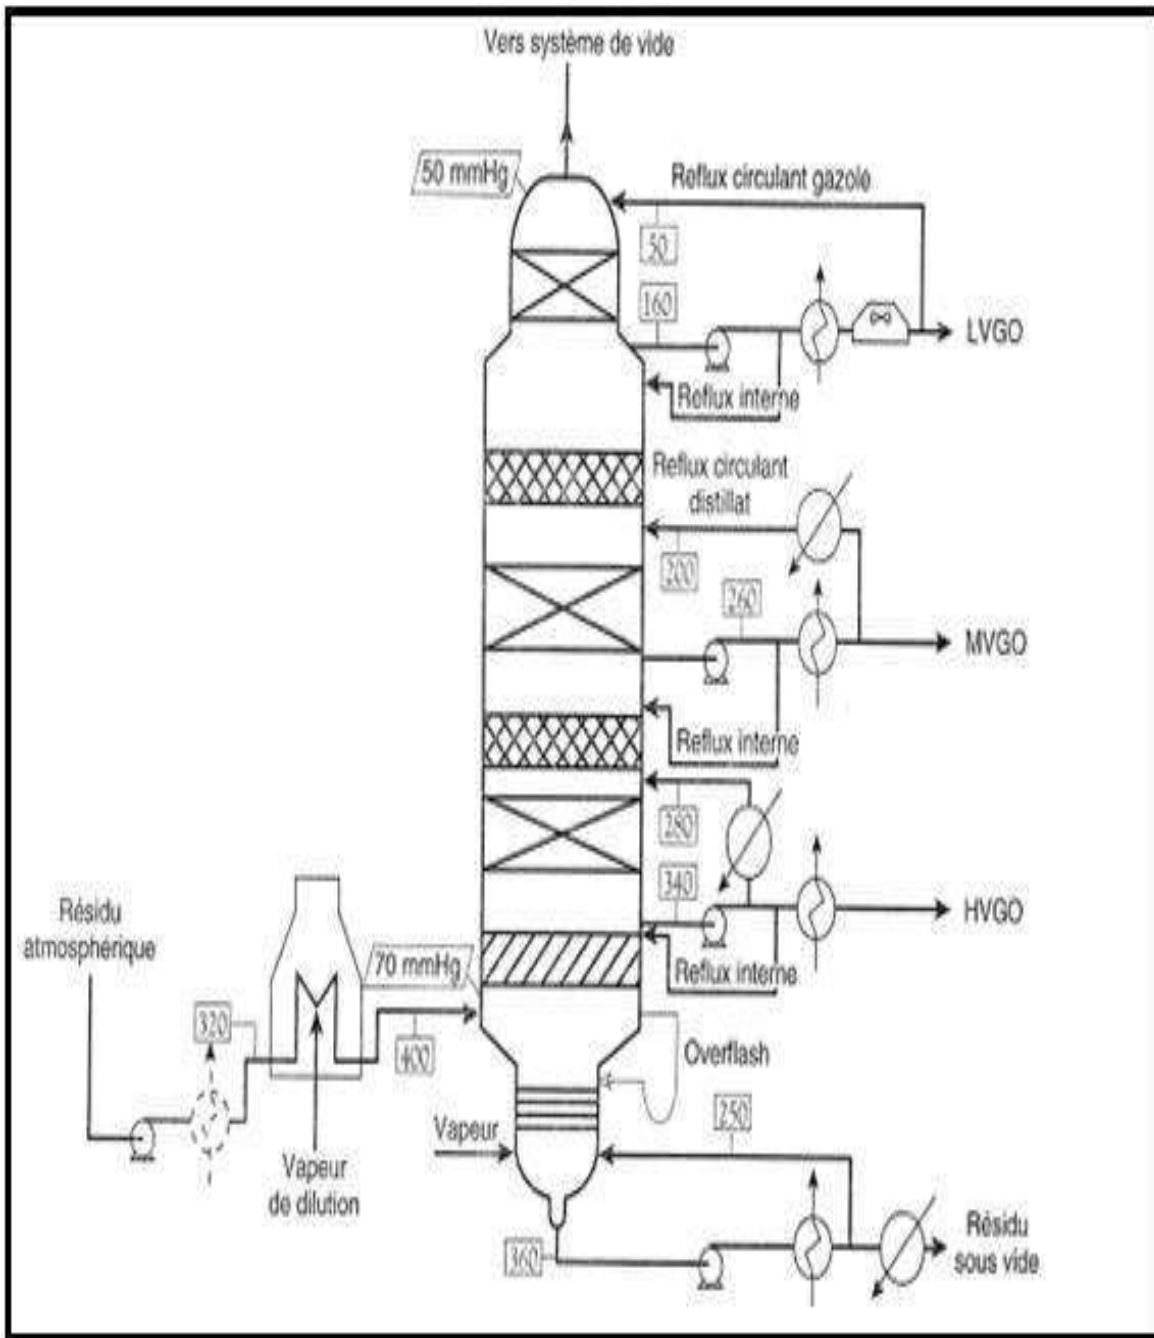 Vers système de vide
50 mmHg
Reflux circulant gazole
50
160
LVGO
Reflux interne
Reflux circulant
distillat
200
260
MVGO
Reflux interne
280
340
HVGO
Reflux interne
Résidu
atmosphérique
70 mmHg
320
400
Overflash
250
Vapeur
Vapeur
de dilution
360
Résidu
sous vide